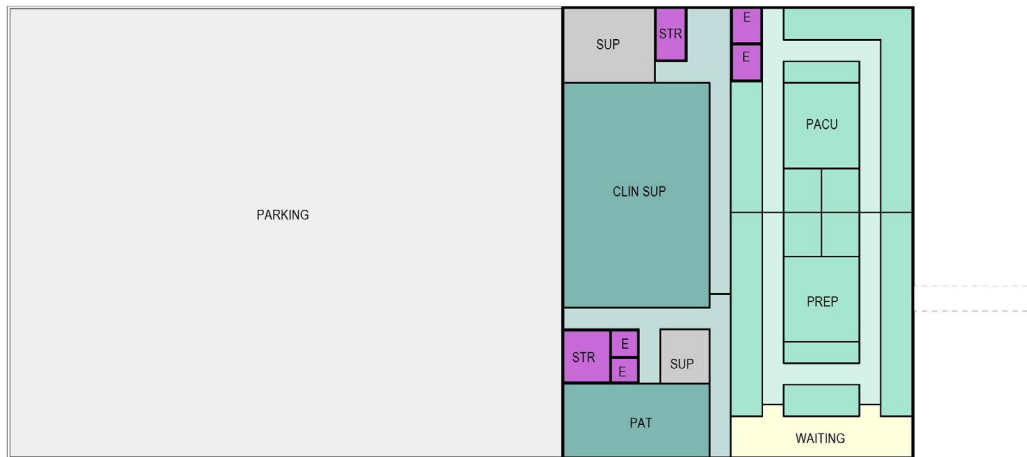 E
STR
SUP
E
PACU
CLIN SUP
PARKING
PREP
E
STR
SUP
E
PAT
WAITING